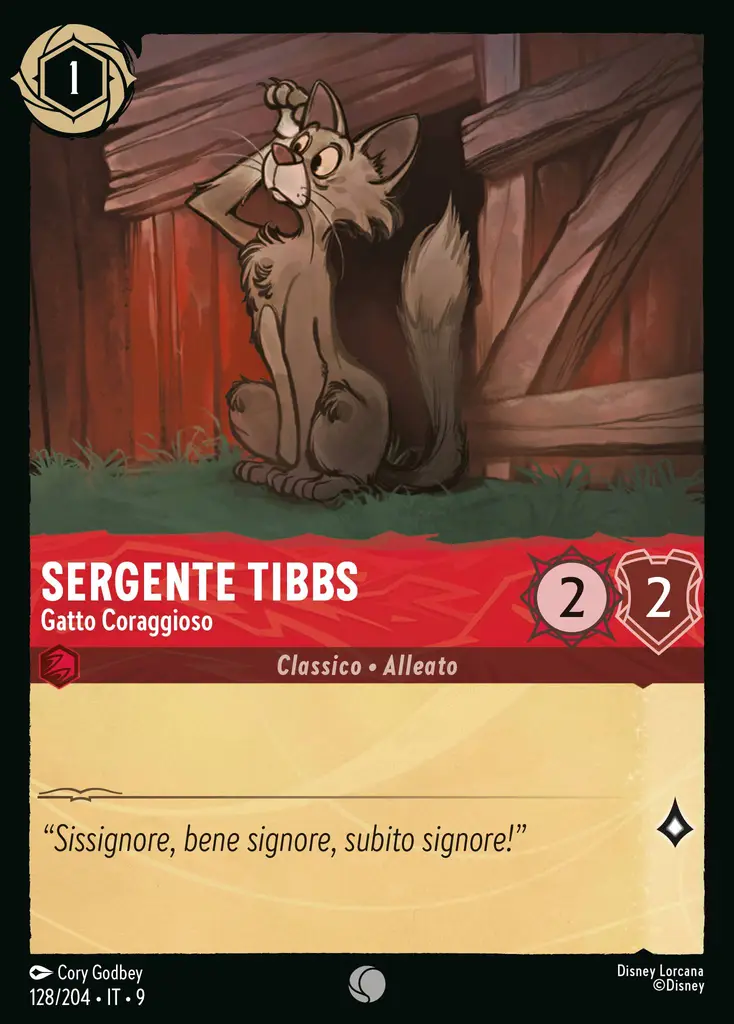 1
SERGENTE TIBBS
Gatto Coraggioso
2
2
Classico • Alleato
“Sissignore, bene signore, subito signore!”
Cory Godbey
128/204 • IT • 9
Disney Lorcana
©Disney